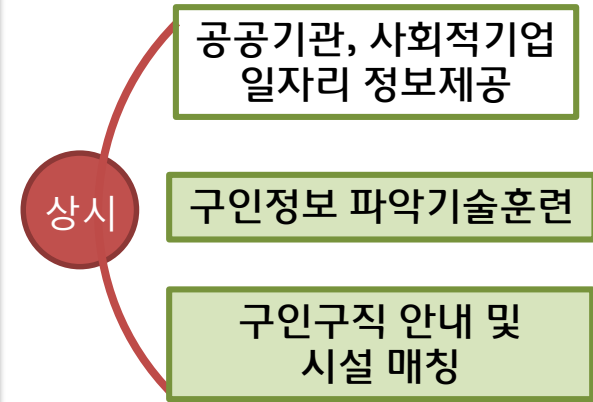 공공기관, 사회적기업
일자리 정보제공
상시
구인정보 파악기술훈련
구인구직 안내 및
시설 매칭